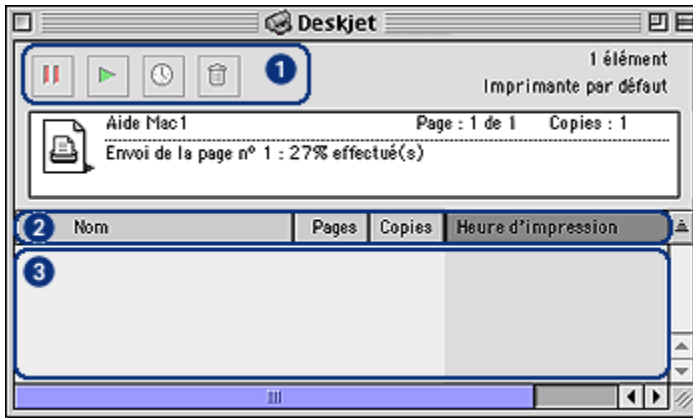 Deskjet
1
1 élément
Imprimante par défaut
Aide Mac1 Page : 1 de 1 Copies : 1
Envoi de la page nº 1 : 27% effectué(s)
2 Nom Pages Copies Heure d'impression
3